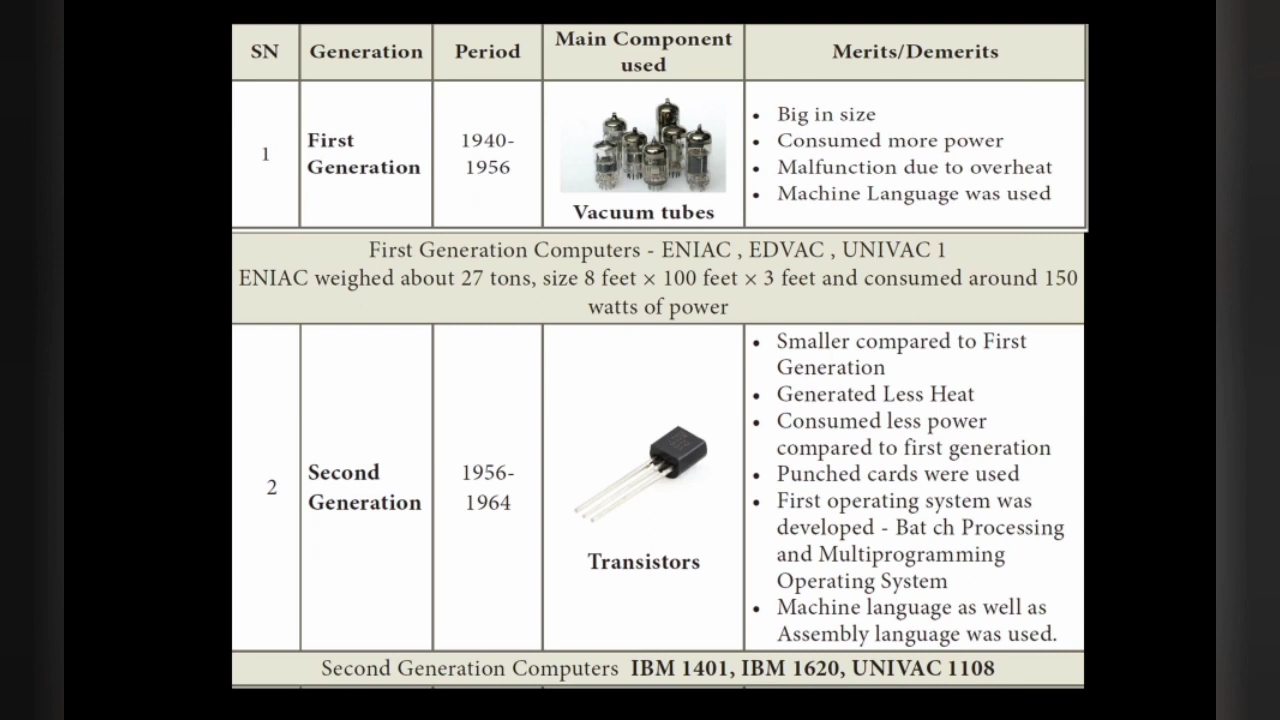 SN Generation Period Main Component used Merits/Demerits
1 First Generation 1940-1956 Vacuum tubes
• Big in size
• Consumed more power
• Malfunction due to overheat
• Machine Language was used
First Generation Computers - ENIAC , EDVAC , UNIVAC 1
ENIAC weighed about 27 tons, size 8 feet × 100 feet × 3 feet and consumed around 150
watts of power
2 Second Generation 1956-1964 Transistors
• Smaller compared to First
Generation
• Generated Less Heat
• Consumed less power
compared to first generation
• Punched cards were used
• First operating system was
developed - Bat ch Processing
and Multiprogramming
Operating System
• Machine language as well as
Assembly language was used.
Second Generation Computers IBM 1401, IBM 1620, UNIVAC 1108